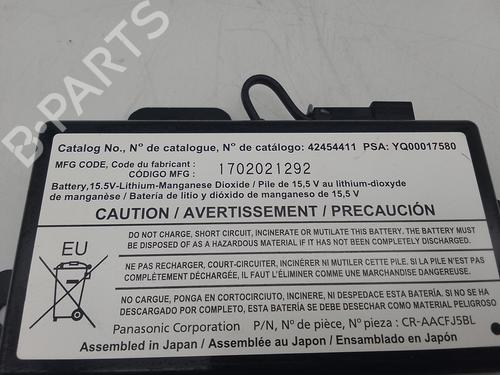 B-PARTS
Catalog No., Nº de catalogue, Nº de catálogo: 42454411 PSA: YQ00017580
MFG CODE, Code du fabricant :
CÓDIGO MFG :
1702021292
Battery,15.5V-Lithium-Manganese Dioxide / Pile de 15,5 V au lithium-dioxyde
de manganèse / Batería de litio y dióxido de manganeso de 15,5 V
CAUTION / AVERTISSEMENT / PRECAUCIÓN
EU
DO NOT CHARGE, SHORT CIRCUIT, INCINERATE OR MUTILATE THIS BATTERY. THE BATTERY MUST
BE DISPOSED OF AS A HAZARDOUS MATERIAL IF IT HAS NOT BEEN COMPLETELY DISCHARGED.
NE PAS RECHARGER, COURT-CIRCUITER, INCINÉRER NI MUTILER CETTE PILE. SI LA PILE N'EST PAS
COMPLÈTEMENT DÉCHARGÉE, IL FAUT L'ÉLIMINER COMME UNE MARCHANDISE DANGEREUSE.
NO CARGUE, PONGA EN CORTOCIRCUITO, INCINERE, NI DESPEDACE ESTA BATERÍA. SI NO SE HA
DESCARGADO POR COMPLETO, ESTA BATERÍA SE DEBE DESECHAR COMO MATERIAL PELIGROSO
Panasonic Corporation P/N, Nº de pièce, Nº pieza : CR-AACFJ5BL
Assembled in Japan / Assemblée au Japon / Ensamblado en Japón